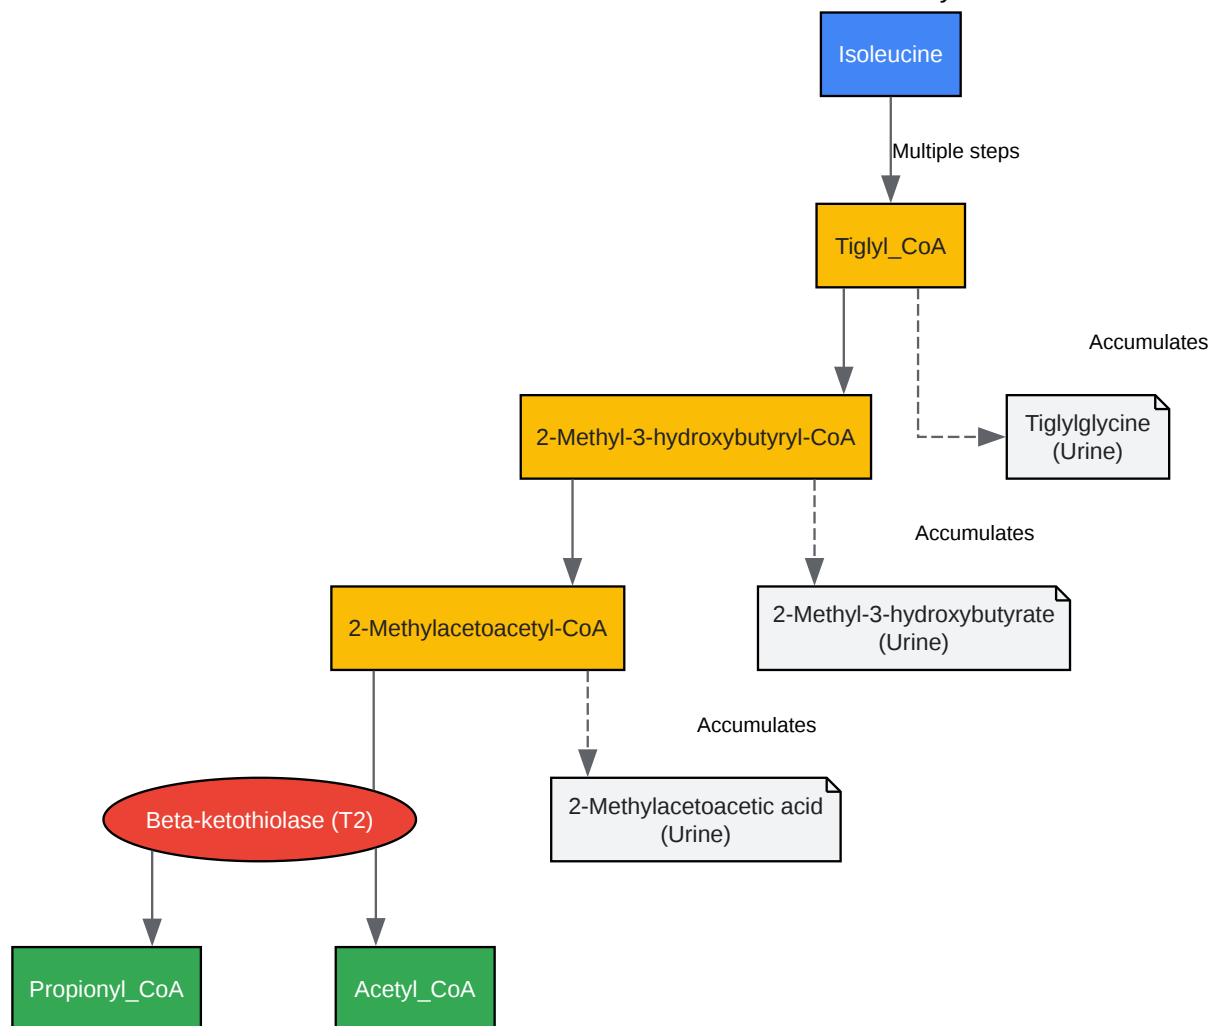 Isoleucine
Multiple steps
Tiglyl_CoA
Accumulates
Tiglylglycine
(Urine)
2-Methyl-3-hydroxybutyryl-CoA
Accumulates
2-Methyl-3-hydroxybutyrate
(Urine)
2-Methylacetoacetyl-CoA
Accumulates
2-Methylacetoacetic acid
(Urine)
Beta-ketothiolase (T2)
Propionyl_CoA
Acetyl_CoA